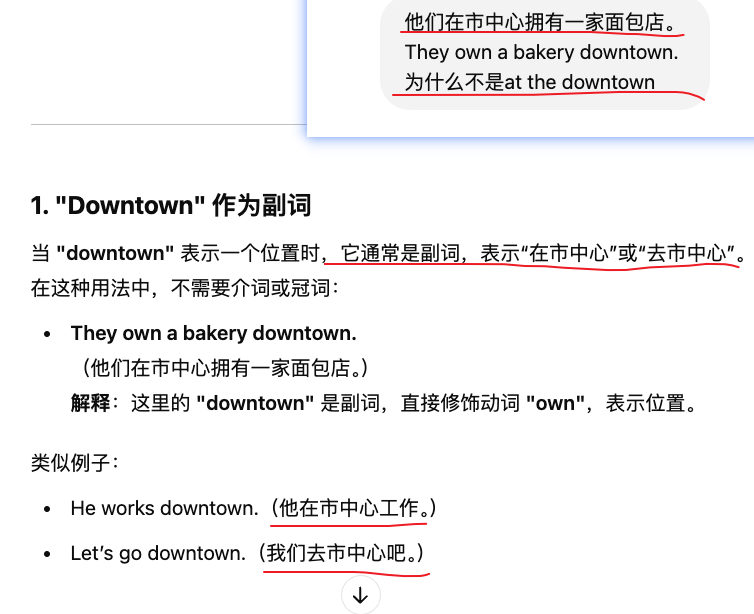 他们在市中心拥有一家面包店。
They own a bakery downtown.
为什么不是at the downtown
1. "Downtown" 作为副词
当 "downtown" 表示一个位置时，它通常是副词，表示“在市中心”或“去市中心”。
在这种用法中，不需要介词或冠词：
• They own a bakery downtown.
（他们在市中心拥有一家面包店。）
解释：这里的 "downtown" 是副词，直接修饰动词 "own"，表示位置。
类似例子：
• He works downtown.（他在市中心工作。）
• Let’s go downtown.（我们去市中心吧。）